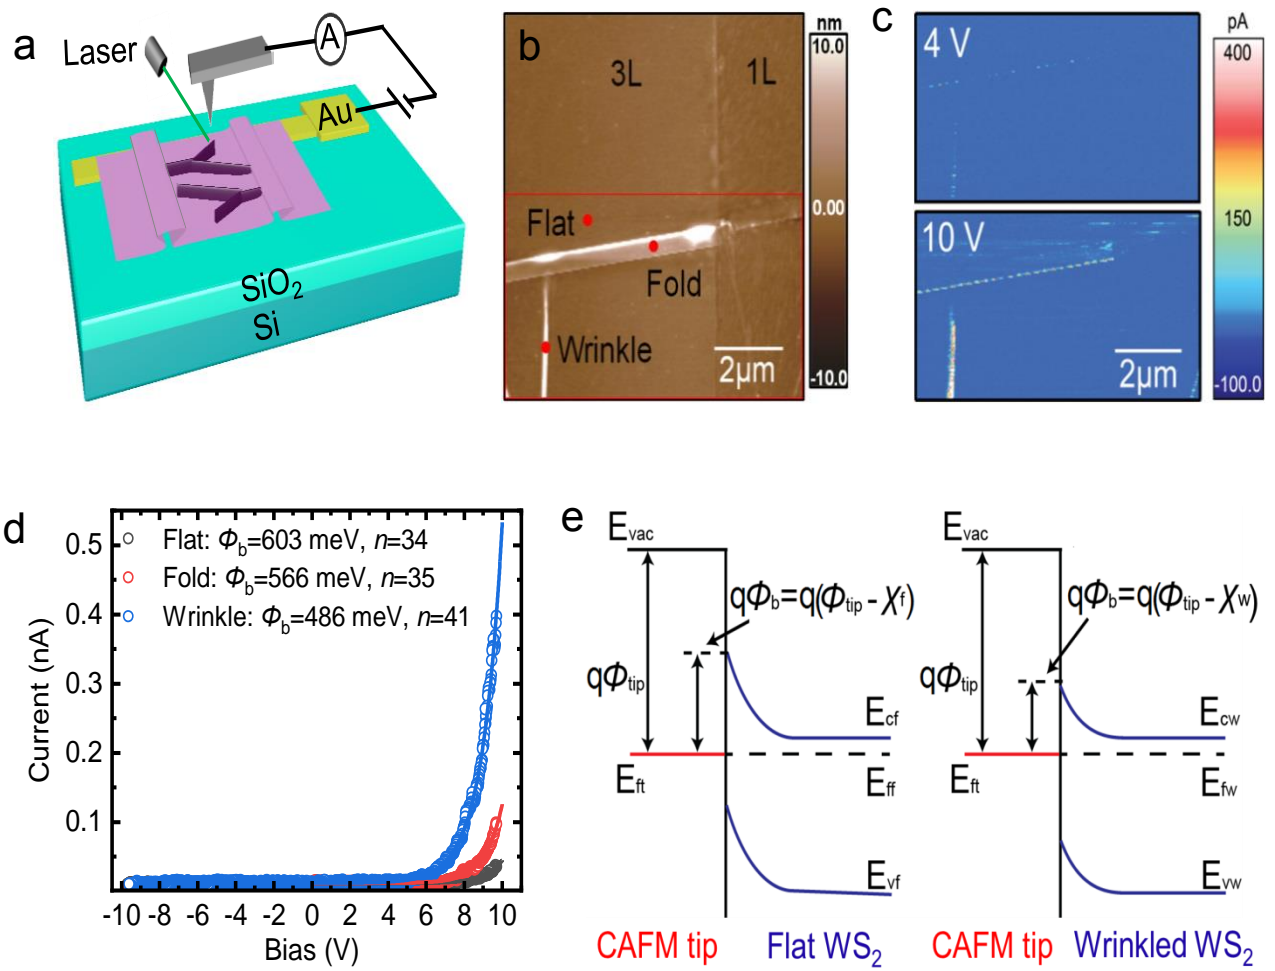 a
Laser
A
Au
SiO₂
Si
b
nm
3L
1L
10.0
0.00
-10.0
Flat
Fold
Wrinkle
2μm
c
pA
4 V
400
10 V
150
2μm
-100.0
d
Flat: Φb=603 meV, n=34
Fold: Φb=566 meV, n=35
Wrinkle: Φb=486 meV, n=41
Current (nA)
0.5
0.4
0.3
0.2
0.1
-10 -8 -6 -4 -2 0 2 4 6 8 10
Bias (V)
e
Evac
qΦb=q(Φtip - χf)
qΦtip
Ecf
Eft
Eff
Evf
CAFM tip
Flat WS₂
Evac
qΦb=q(Φtip - χw)
qΦtip
Ecw
Eft
Efw
Evw
CAFM tip
Wrinkled WS₂